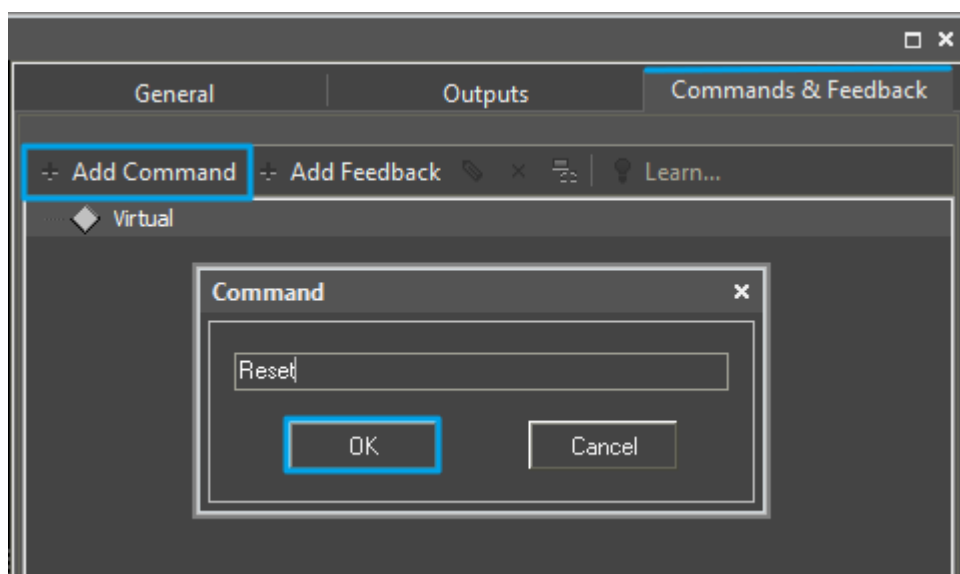 General Outputs Commands & Feedback
Add Command Add Feedback Learn...
Virtual
Command
Reset
OK Cancel